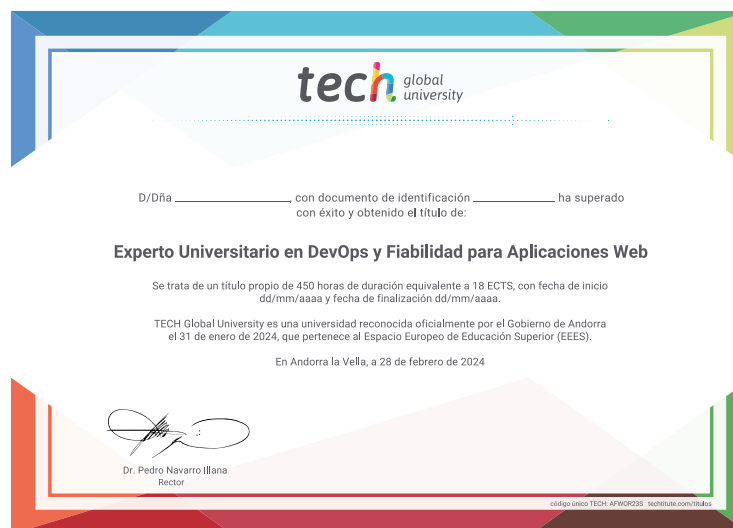 tech global university
D/Dña ______________, con documento de identificación __________ ha superado
con éxito y obtenido el título de:
Experto Universitario en DevOps y Fiabilidad para Aplicaciones Web
Se trata de un título propio de 450 horas de duración equivalente a 18 ECTS, con fecha de inicio
dd/mm/aaaa y fecha de finalización dd/mm/aaaa.
TECH Global University es una universidad reconocida oficialmente por el Gobierno de Andorra
el 31 de enero de 2024, que pertenece al Espacio Europeo de Educación Superior (EEES).
En Andorra la Vella, a 28 de febrero de 2024
Dr. Pedro Navarro Illana
Rector
código único TECH: AFWOR23S techtitute.com/titulos